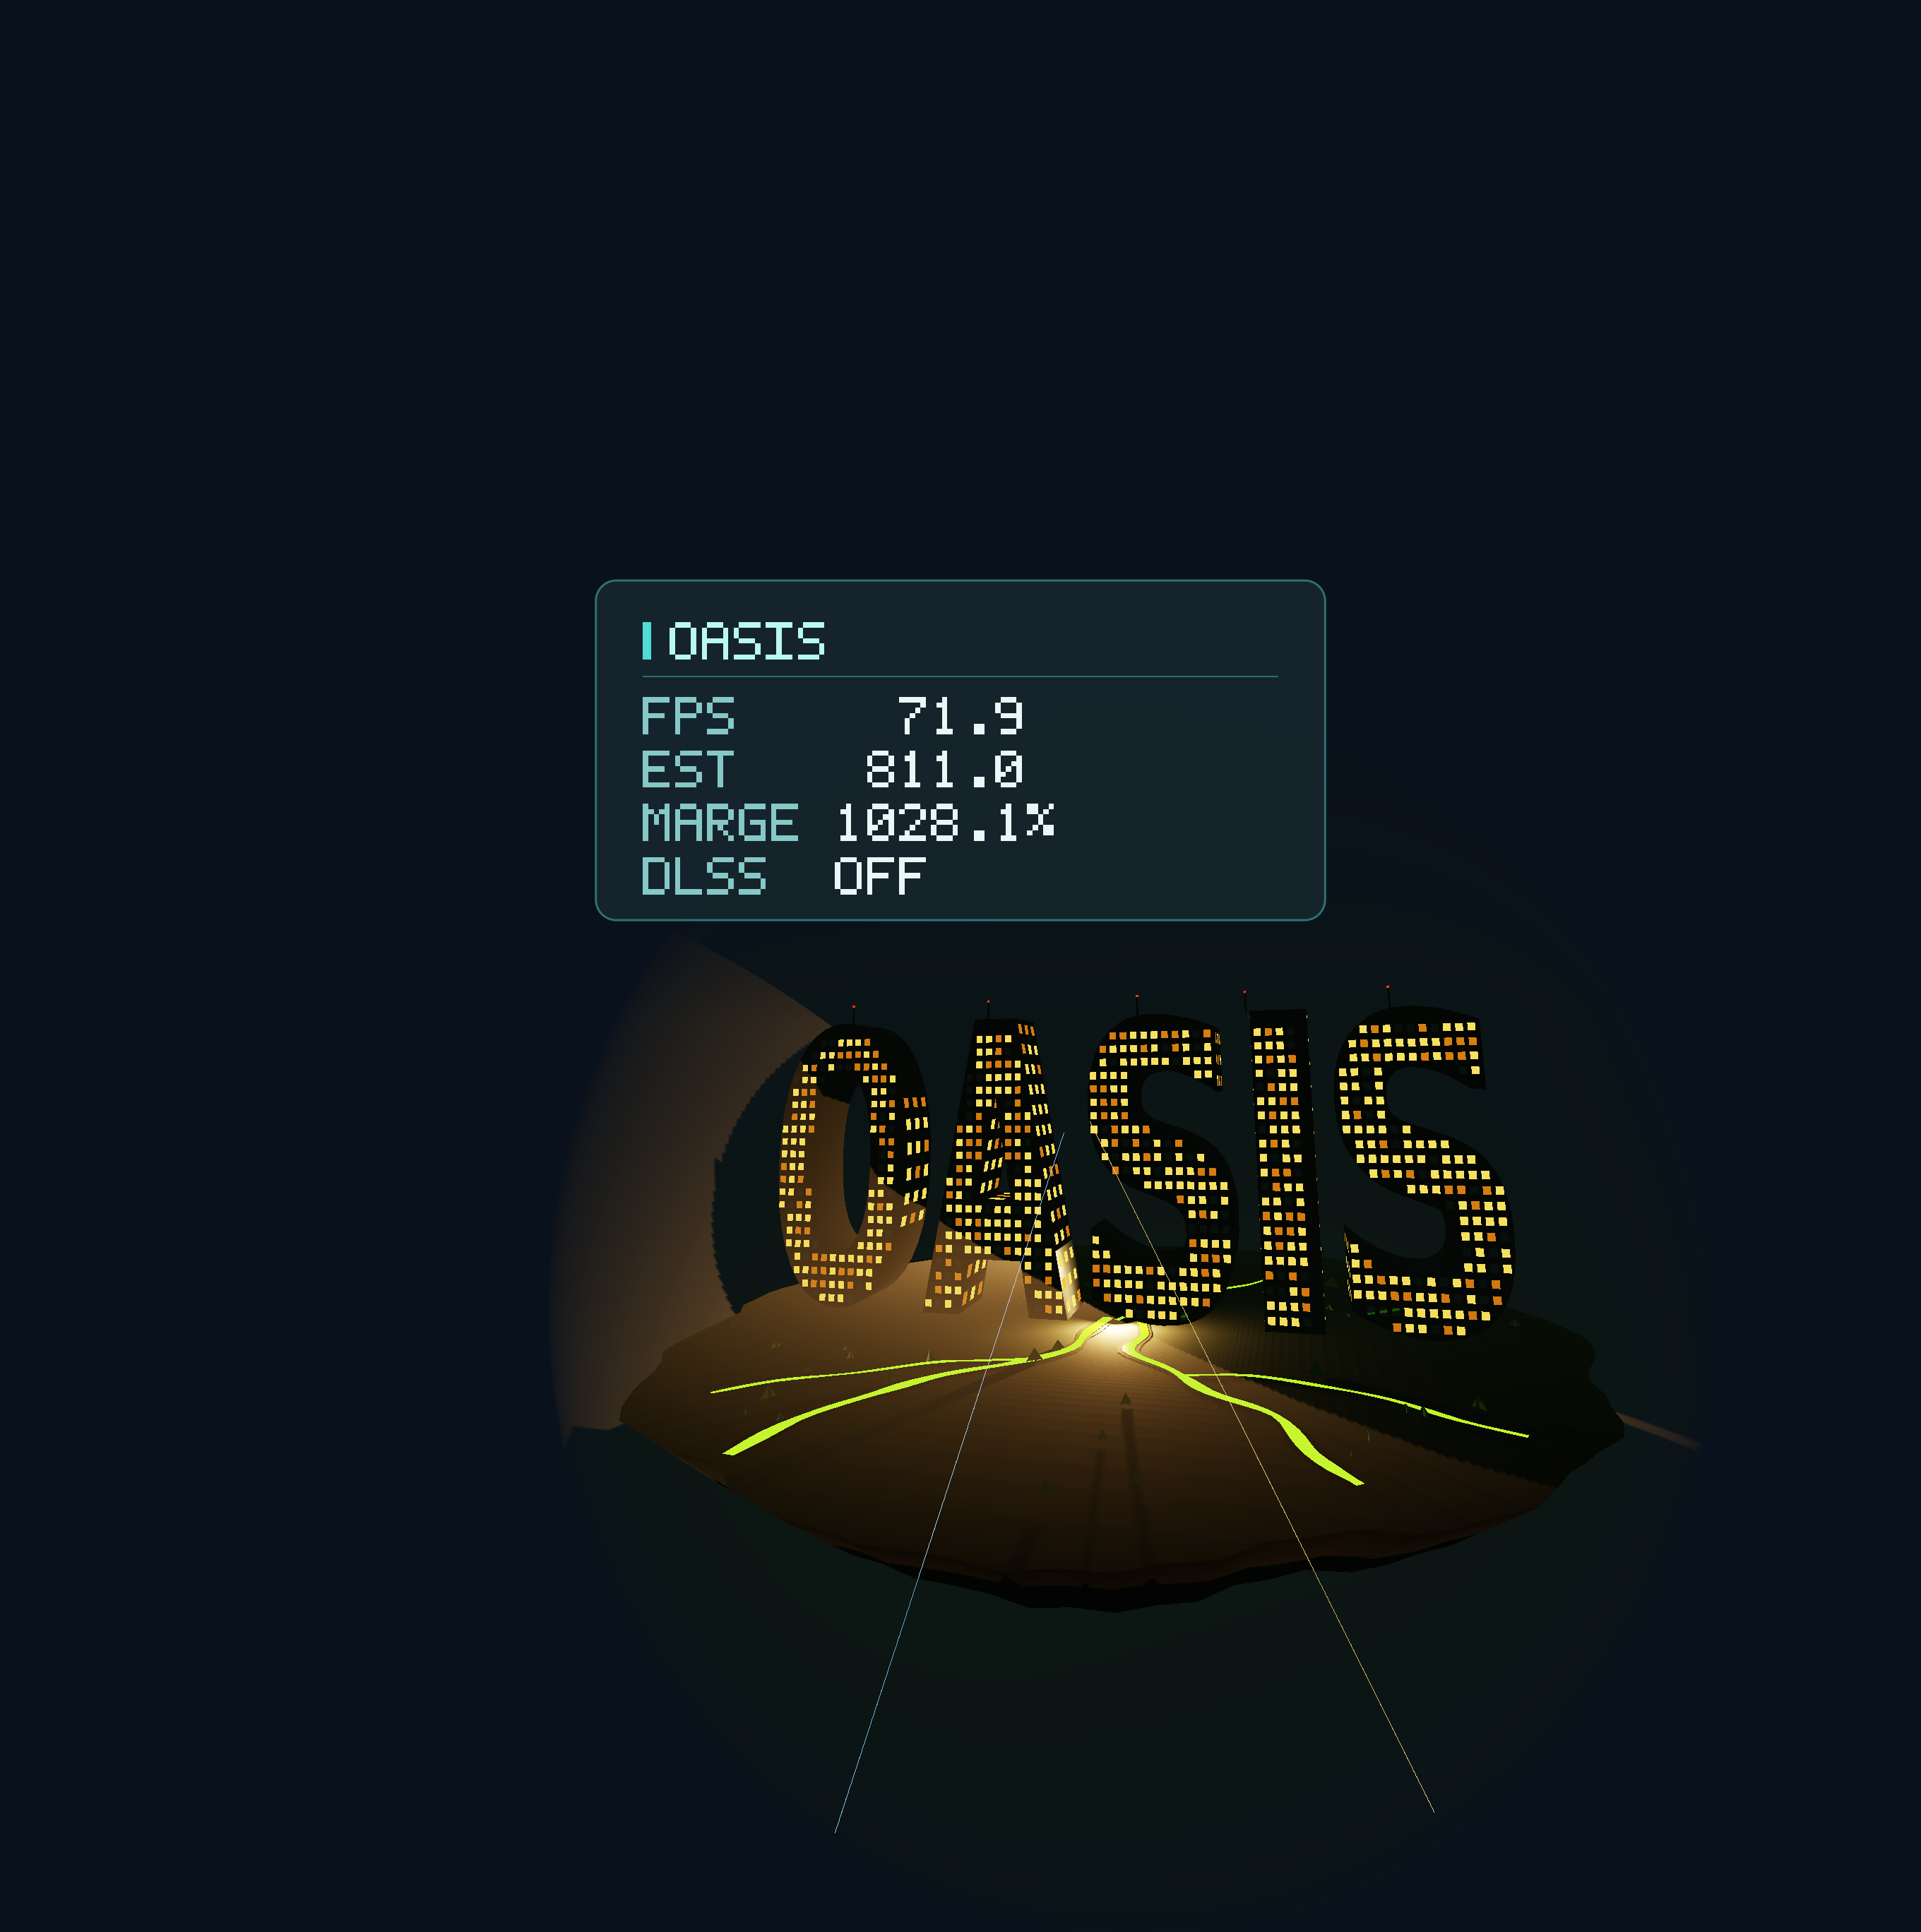 OASIS
FPS 71.9
EST 811.0
MARGE 1028.1%
DLSS OFF
OASIS